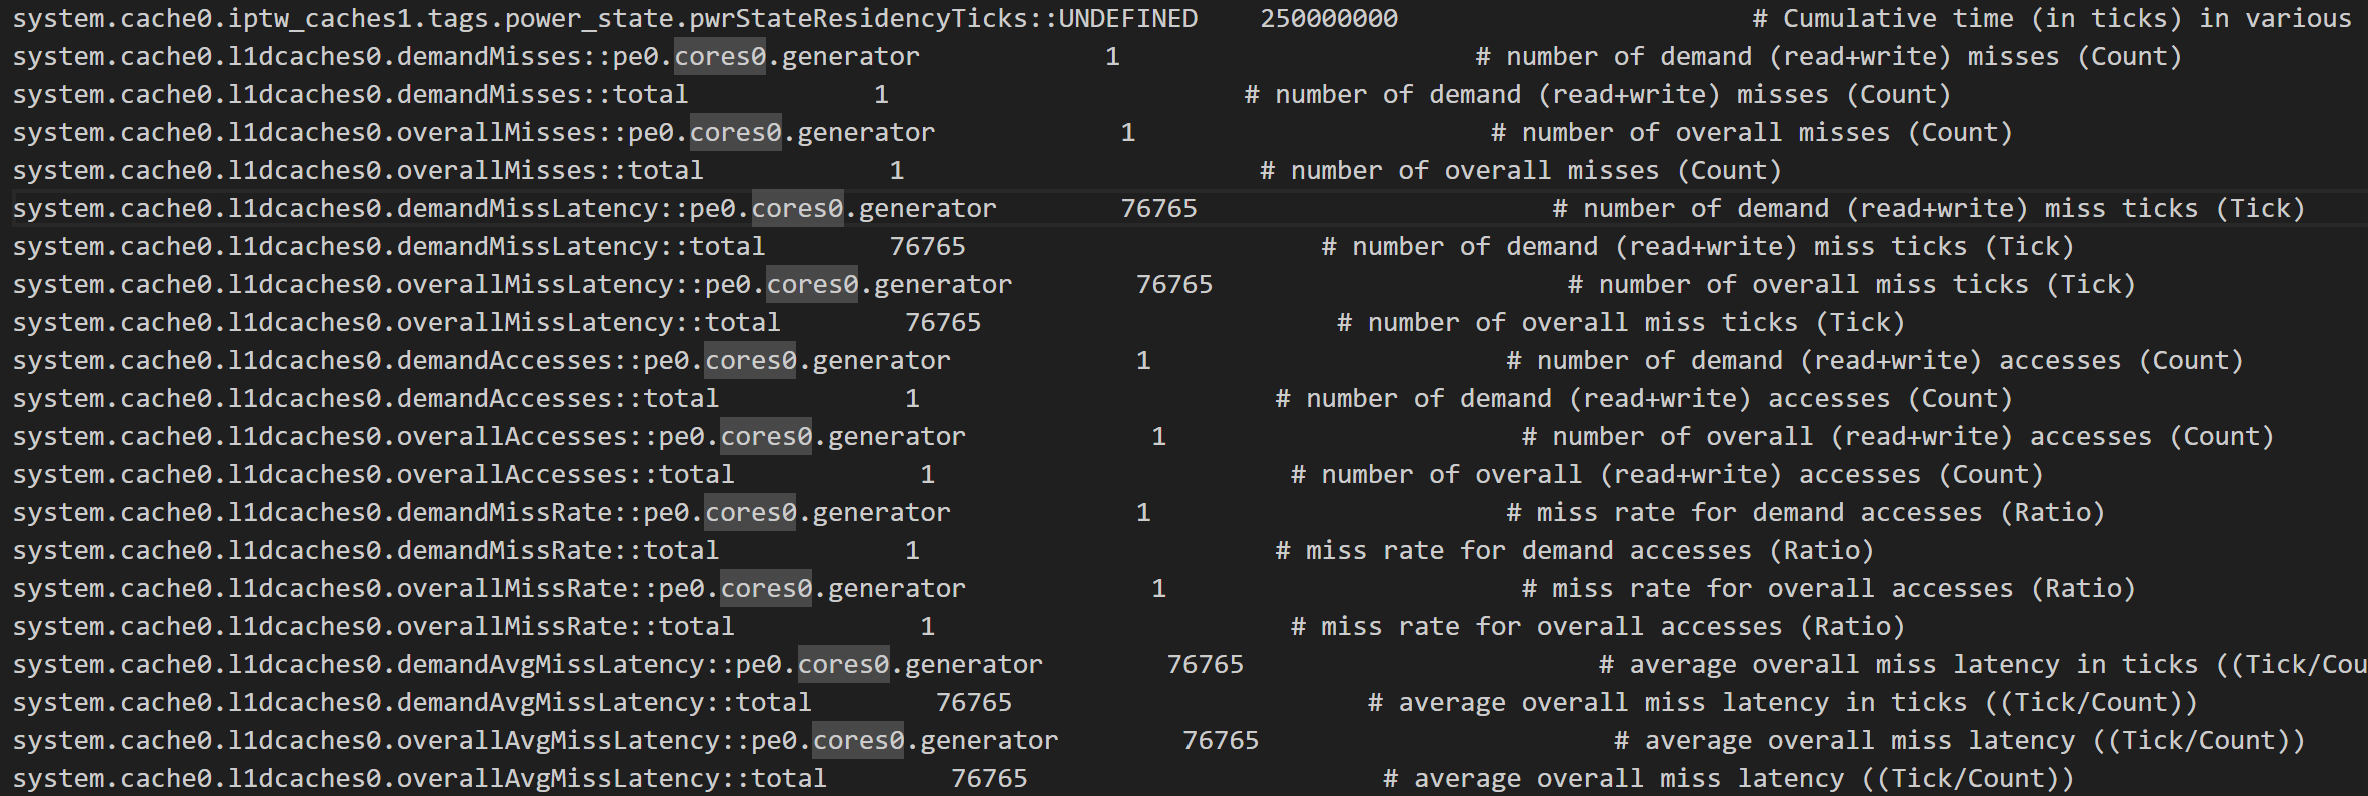 system.cache0.iptw_caches1.tags.power_state.pwrStateResidencyTicks::UNDEFINED    250000000                       # Cumulative time (in ticks) in various
system.cache0.l1dcaches0.demandMisses::pe0.cores0.generator            1                       # number of demand (read+write) misses (Count)
system.cache0.l1dcaches0.demandMisses::total            1                       # number of demand (read+write) misses (Count)
system.cache0.l1dcaches0.overallMisses::pe0.cores0.generator            1                       # number of overall misses (Count)
system.cache0.l1dcaches0.overallMisses::total            1                       # number of overall misses (Count)
system.cache0.l1dcaches0.demandMissLatency::pe0.cores0.generator        76765                       # number of demand (read+write) miss ticks (Tick)
system.cache0.l1dcaches0.demandMissLatency::total        76765                       # number of demand (read+write) miss ticks (Tick)
system.cache0.l1dcaches0.overallMissLatency::pe0.cores0.generator        76765                       # number of overall miss ticks (Tick)
system.cache0.l1dcaches0.overallMissLatency::total        76765                       # number of overall miss ticks (Tick)
system.cache0.l1dcaches0.demandAccesses::pe0.cores0.generator            1                       # number of demand (read+write) accesses (Count)
system.cache0.l1dcaches0.demandAccesses::total            1                       # number of demand (read+write) accesses (Count)
system.cache0.l1dcaches0.overallAccesses::pe0.cores0.generator            1                       # number of overall (read+write) accesses (Count)
system.cache0.l1dcaches0.overallAccesses::total            1                       # number of overall (read+write) accesses (Count)
system.cache0.l1dcaches0.demandMissRate::pe0.cores0.generator            1                       # miss rate for demand accesses (Ratio)
system.cache0.l1dcaches0.demandMissRate::total            1                       # miss rate for demand accesses (Ratio)
system.cache0.l1dcaches0.overallMissRate::pe0.cores0.generator            1                       # miss rate for overall accesses (Ratio)
system.cache0.l1dcaches0.overallMissRate::total            1                       # miss rate for overall accesses (Ratio)
system.cache0.l1dcaches0.demandAvgMissLatency::pe0.cores0.generator        76765                       # average overall miss latency in ticks ((Tick/Cou
system.cache0.l1dcaches0.demandAvgMissLatency::total        76765                       # average overall miss latency in ticks ((Tick/Count))
system.cache0.l1dcaches0.overallAvgMissLatency::pe0.cores0.generator        76765                       # average overall miss latency ((Tick/Count))
system.cache0.l1dcaches0.overallAvgMissLatency::total        76765                       # average overall miss latency ((Tick/Count))